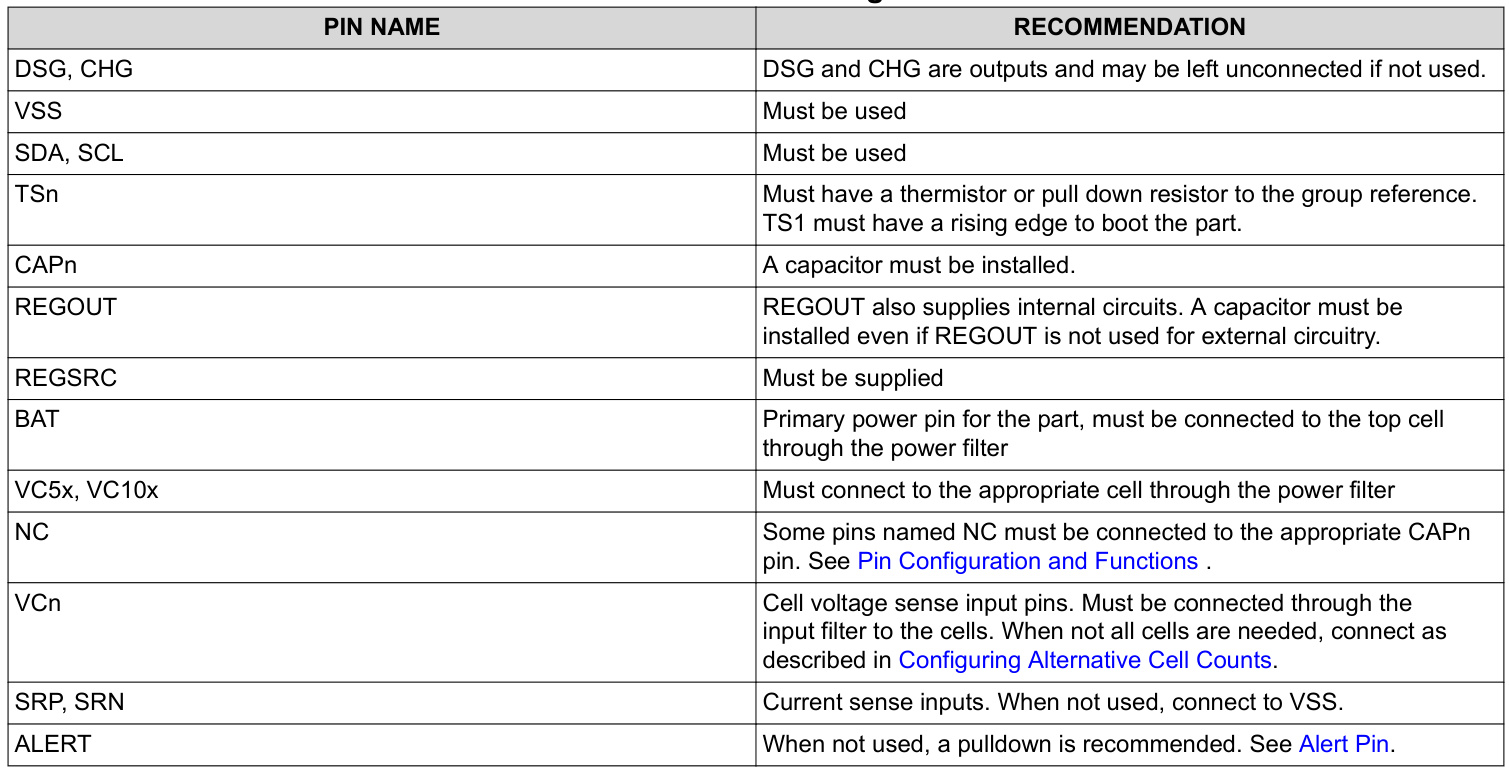 PIN NAME RECOMMENDATION
DSG, CHG DSG and CHG are outputs and may be left unconnected if not used.
VSS Must be used
SDA, SCL Must be used
TSn Must have a thermistor or pull down resistor to the group reference.
TS1 must have a rising edge to boot the part.
CAPn A capacitor must be installed.
REGOUT REGOUT also supplies internal circuits. A capacitor must be
installed even if REGOUT is not used for external circuitry.
REGSRC Must be supplied
BAT Primary power pin for the part, must be connected to the top cell
through the power filter
VC5x, VC10x Must connect to the appropriate cell through the power filter
NC Some pins named NC must be connected to the appropriate CAPn
pin. See Pin Configuration and Functions .
VCn Cell voltage sense input pins. Must be connected through the
input filter to the cells. When not all cells are needed, connect as
described in Configuring Alternative Cell Counts.
SRP, SRN Current sense inputs. When not used, connect to VSS.
ALERT When not used, a pulldown is recommended. See Alert Pin.